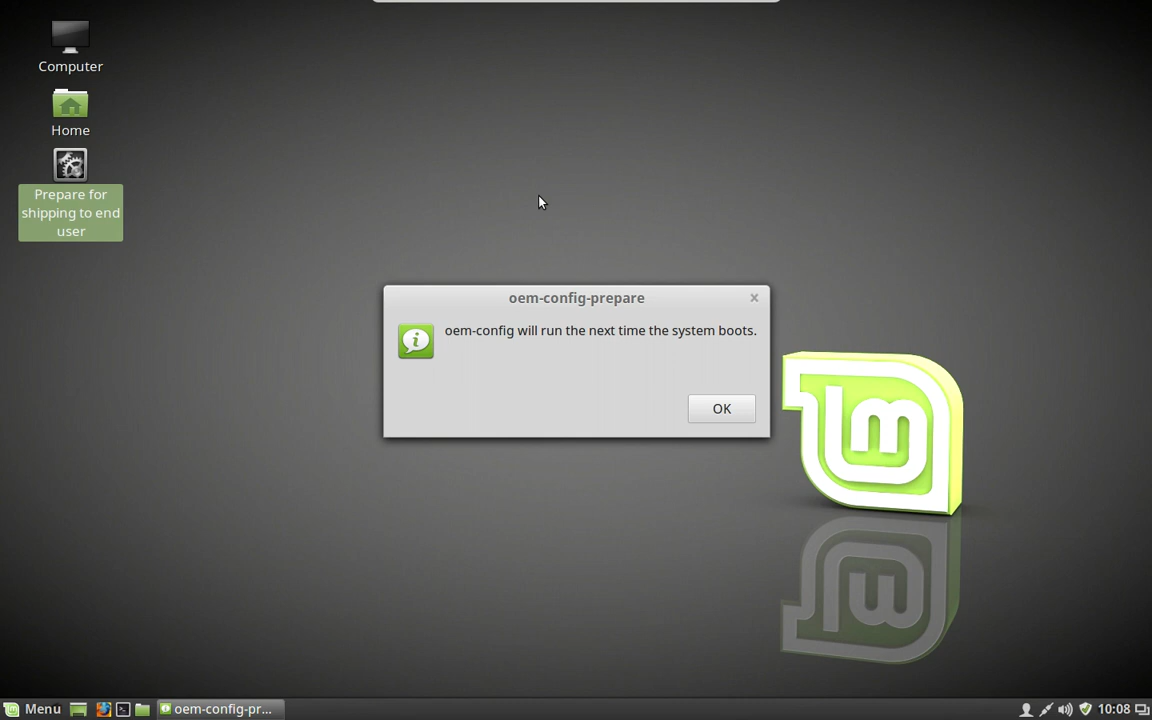 Computer
Home
Prepare for
shipping to end
user
oem-config-prepare
oem-config will run the next time the system boots.
OK
Menu
oem-config-pr...
10:08